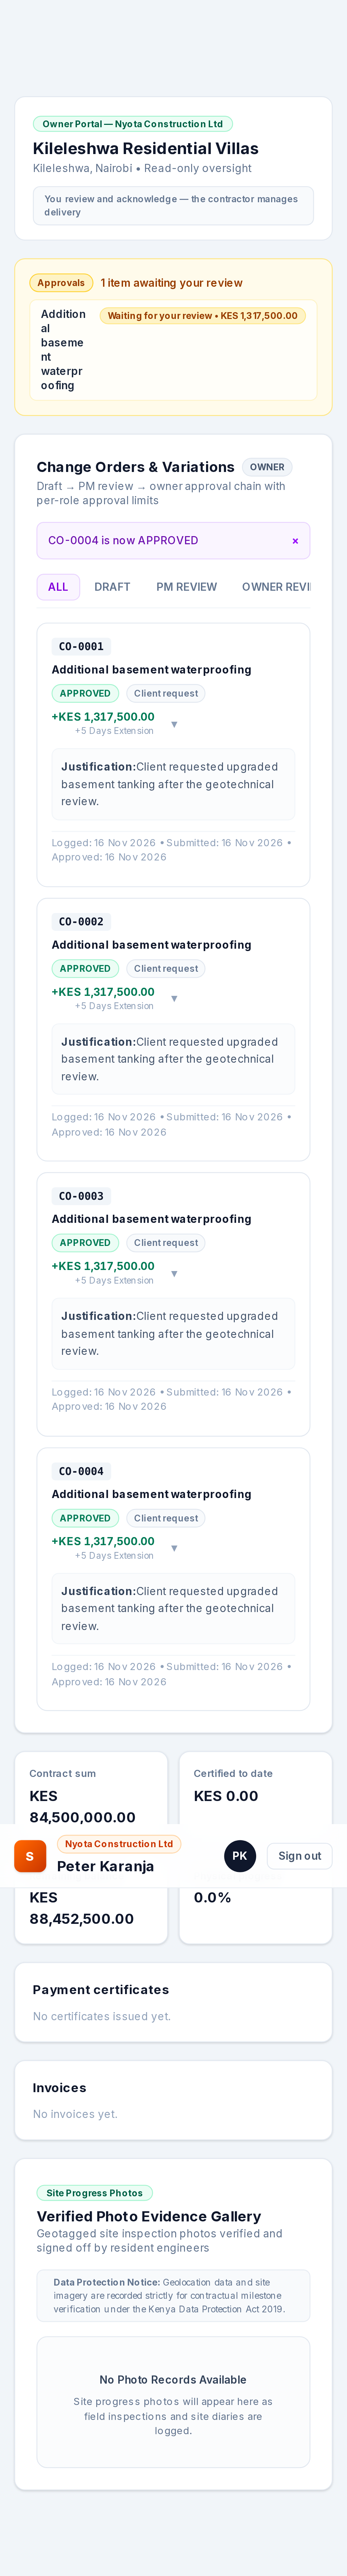 Owner Portal — Nyota Construction Ltd
Kileleshwa Residential Villas
Kileleshwa, Nairobi • Read-only oversight
You review and acknowledge — the contractor manages
delivery
Approvals
1 item awaiting your review
Addition
al
baseme
nt
waterpr
oofing
Waiting for your review • KES 1,317,500.00
Change Orders & Variations
OWNER
Draft → PM review → owner approval chain with
per-role approval limits
CO-0004 is now APPROVED
×
ALL
DRAFT
PM REVIEW
OWNER REVI
CO-0001
Additional basement waterproofing
APPROVED
Client request
+KES 1,317,500.00
+5 Days Extension
▼
Justification:Client requested upgraded
basement tanking after the geotechnical
review.
Logged: 16 Nov 2026 • Submitted: 16 Nov 2026 •
Approved: 16 Nov 2026
CO-0002
Additional basement waterproofing
APPROVED
Client request
+KES 1,317,500.00
+5 Days Extension
▼
Justification:Client requested upgraded
basement tanking after the geotechnical
review.
Logged: 16 Nov 2026 • Submitted: 16 Nov 2026 •
Approved: 16 Nov 2026
CO-0003
Additional basement waterproofing
APPROVED
Client request
+KES 1,317,500.00
+5 Days Extension
▼
Justification:Client requested upgraded
basement tanking after the geotechnical
review.
Logged: 16 Nov 2026 • Submitted: 16 Nov 2026 •
Approved: 16 Nov 2026
CO-0004
Additional basement waterproofing
APPROVED
Client request
+KES 1,317,500.00
+5 Days Extension
▼
Justification:Client requested upgraded
basement tanking after the geotechnical
review.
Logged: 16 Nov 2026 • Submitted: 16 Nov 2026 •
Approved: 16 Nov 2026
Contract sum
KES
84,500,000.00
Certified to date
KES 0.00
S
Nyota Construction Ltd
Peter Karanja
PK
Sign out
KES
88,452,500.00
0.0%
Payment certificates
No certificates issued yet.
Invoices
No invoices yet.
Site Progress Photos
Verified Photo Evidence Gallery
Geotagged site inspection photos verified and
signed off by resident engineers
Data Protection Notice: Geolocation data and site
imagery are recorded strictly for contractual milestone
verification under the Kenya Data Protection Act 2019.
No Photo Records Available
Site progress photos will appear here as
field inspections and site diaries are
logged.